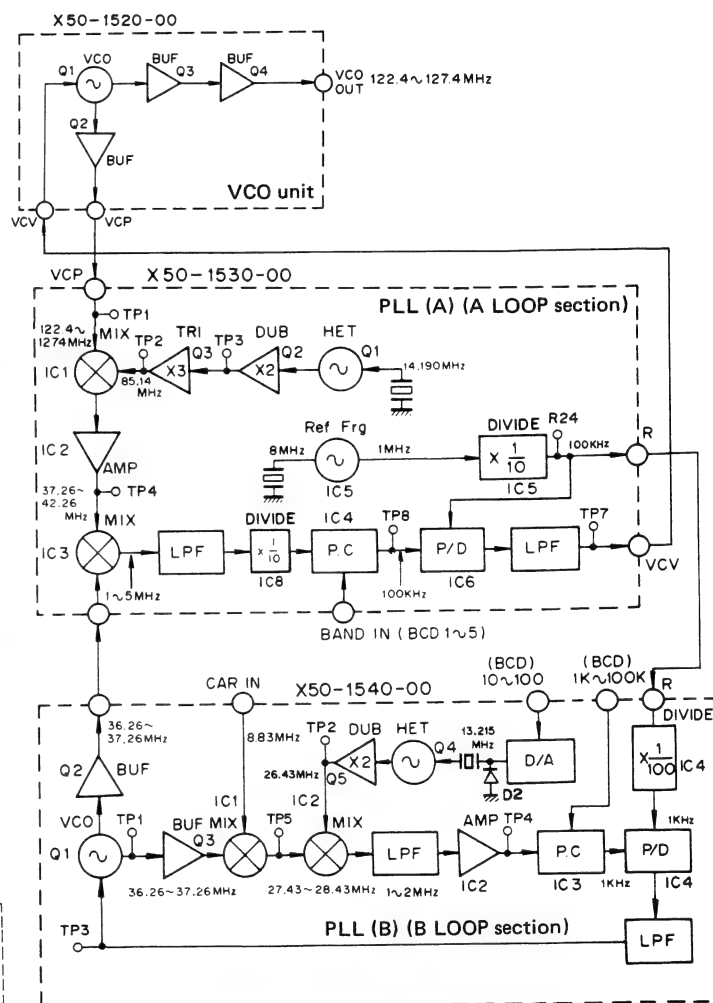 X50-1520-00
VCO
Q1
BUF
Q3
BUF
Q4
VCO
OUT
122.4~127.4MHz
Q2
BUF
VCO unit
VCV
VCP
VCP
X50-1530-00
PLL (A) (A LOOP section)
TP1
122.4~
1274MHz
MIX
IC1
TP2
85.14
MHz
TRI
Q3
X3
TP3
DUB
Q2
X2
HET
Q1
14.190MHz
IC2
AMP
TP4
37.26~
42.26
MHz
8MHz
Ref Frg
IC5
1MHz
DIVIDE
x 1/10
IC5
R24
100KHz
R
MIX
IC3
1~5MHz
LPF
DIVIDE
x 1/10
IC8
IC4
P.C
TP8
100KHz
P/D
IC6
LPF
TP7
VCV
BAND IN (BCD 1~5)
CAR IN
X50-1540-00
(BCD)
10~100
(BCD)
1K~100K
R
36.26~
37.26MHz
8.83MHz
TP2
DUB
X2
Q5
26.43MHz
HET
Q4
13.215
MHz
D2
D/A
DIVIDE
x 1/100
IC4
Q2
BUF
VCO
Q1
TP1
BUF
Q3
IC1
MIX
TP5
IC2
MIX
LPF
AMP
IC2
TP4
P.C
IC3
1KHz
1KHz
P/D
IC4
36.26~37.26MHz
27.43~28.43MHz
1~2MHz
TP3
PLL (B) (B LOOP section)
LPF